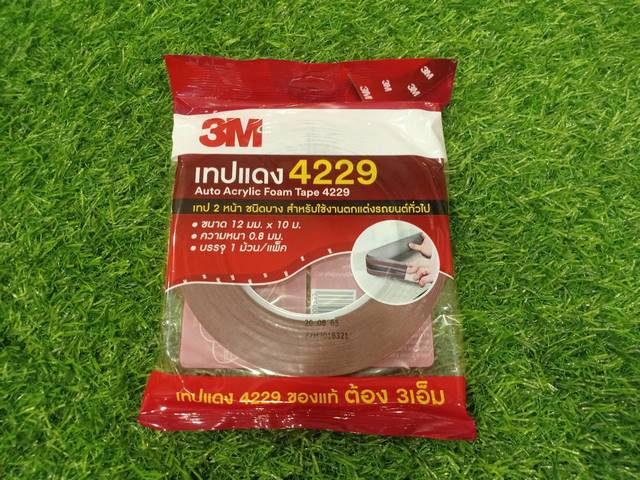 3M
3M
เทปแดง 4229
Auto Acrylic Foam Tape 4229
เทป 2 หน้า ชนิดบาง สำหรับใช้งานตกแต่งรถยนต์ทั่วไป
• ขนาด 12 มม. x 10 ม.
• ความหนา 0.8 มม.
• บรรจุ 1 ม้วน/แพ็ค
20 08 63
เทปแดง 4229 ของแท้ ต้อง 3เอ็ม